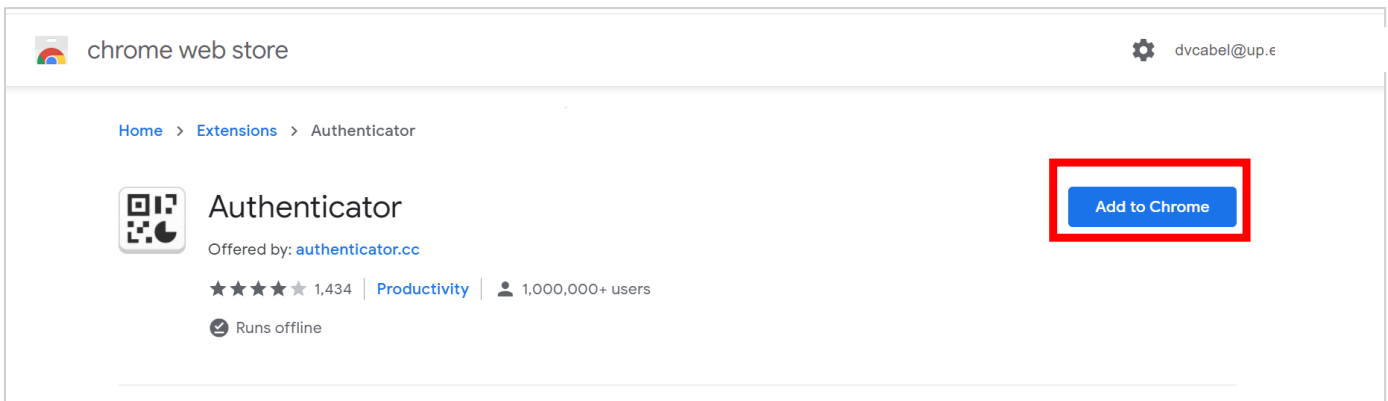 chrome web store
dvcabel@up.e
Home > Extensions > Authenticator
Authenticator
Add to Chrome
Offered by: authenticator.cc
1,434 | Productivity | 1,000,000+ users
Runs offline